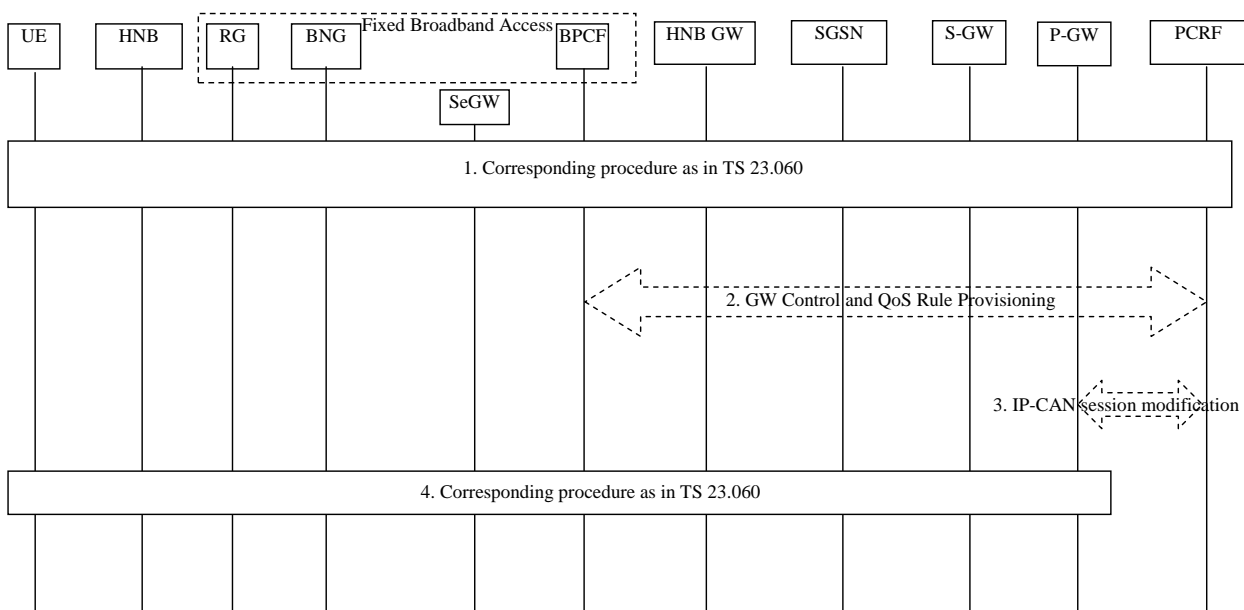 Fixed Broadband Access
UE
HNB
RG
BNG
BPCF
HNB GW
SGSN
S-GW
P-GW
PCRF
SeGW
1. Corresponding procedure as in TS 23.060
2. GW Control and QoS Rule Provisioning
3. IP-CAN session modification
4. Corresponding procedure as in TS 23.060